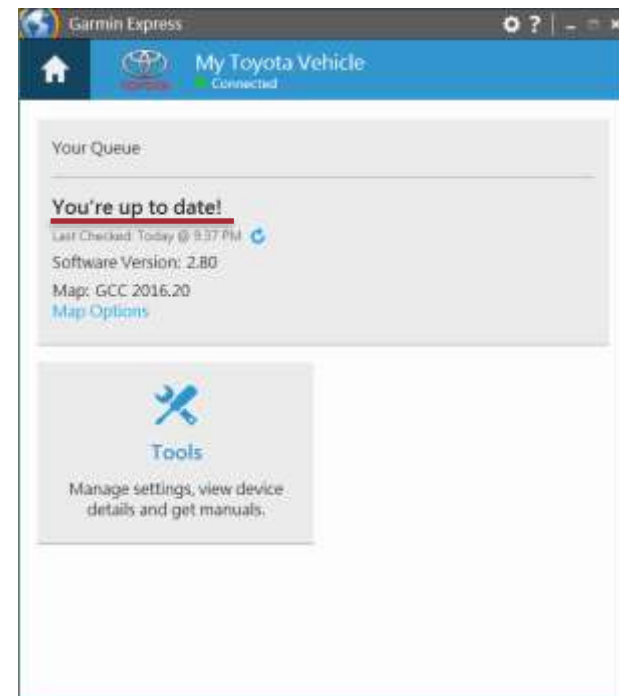 Garmin Express
?
TOYOTA
My Toyota Vehicle
Connected
Your Queue
You're up to date!
Last Checked: Today @ 9:37 PM
Software Version: 2.80
Map: GCC 2016.20
Map Options
Tools
Manage settings, view device
details and get manuals.